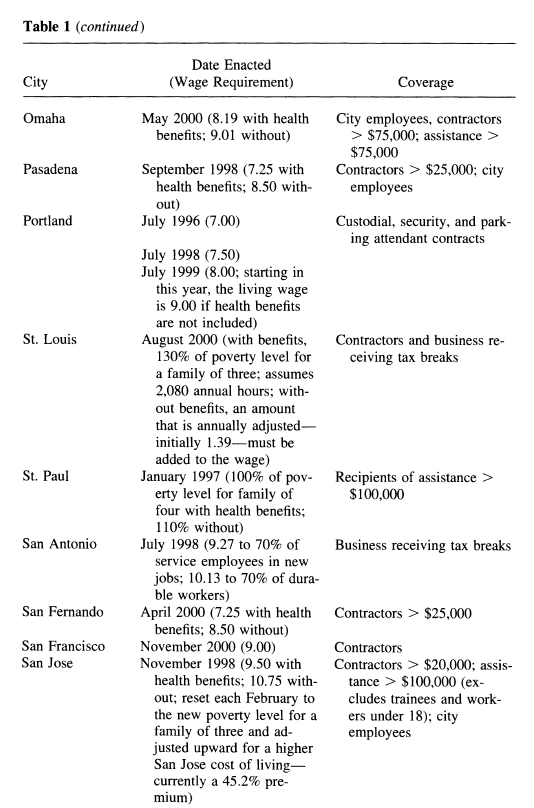 Table 1 (continued)
Date Enacted
City (Wage Requirement) Coverage
Omaha May 2000 (8.19 with health City employees, contractors
benefits; 9.01 without) > $75,000; assistance >
$75,000
Pasadena September 1998 (7.25 with Contractors > $25,000; city
health benefits; 8.50 with- employees
out)
Portland July 1996 (7.00) Custodial, security, and park-
ing attendant contracts
July 1998 (7.50)
July 1999 (8.00; starting in
this year, the living wage
is 9.00 if health benefits
are not included)
St. Louis August 2000 (with benefits, Contractors and business re-
130% of poverty level for ceiving tax breaks
a family of three; assumes
2,080 annual hours; with-
out benefits, an amount
that is annually adjusted—
initially 1.39—must be
added to the wage)
St. Paul January 1997 (100% of pov- Recipients of assistance >
erty level for family of $100,000
four with health benefits;
110% without)
San Antonio July 1998 (9.27 to 70% of Business receiving tax breaks
service employees in new
jobs; 10.13 to 70% of dura-
ble workers)
San Fernando April 2000 (7.25 with health Contractors > $25,000
benefits; 8.50 without)
San Francisco November 2000 (9.00) Contractors
San Jose November 1998 (9.50 with Contractors > $20,000; assis-
health benefits; 10.75 with- tance > $100,000 (ex-
out; reset each February to cludes trainees and work-
the new poverty level for a ers under 18); city
family of three and ad- employees
justed upward for a higher
San Jose cost of living—
currently a 45.2% pre-
mium)